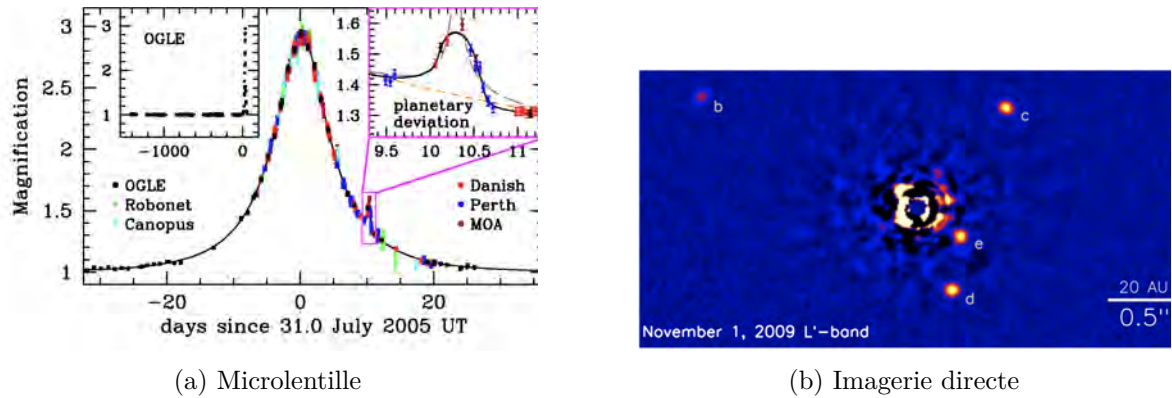 3
2.5
2
1.5
1
Magnification
OGLE
3
2
1
-1000
0
1.6
1.5
1.4
1.3
planetary
deviation
9.5
10
10.5
11
OGLE
Robonet
Canopus
Danish
Perth
MOA
-20
0
20
days since 31.0 July 2005 UT
(a) Microlentille
b
c
e
d
20 AU
0.5"
November 1, 2009 L'-band
(b) Imagerie directe